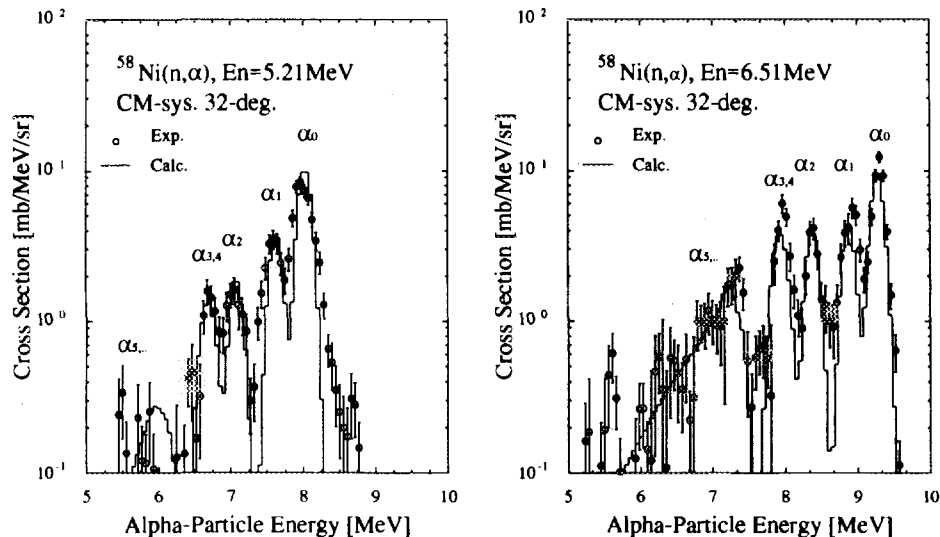 10²
⁵⁸Ni(n,α), En=5.21MeV
CM-sys. 32-deg.
Exp.
Calc.
α₀
α₁
α₂
α₃,₄
α₅,..
10¹
10⁰
10⁻¹
5 6 7 8 9 10
Alpha-Particle Energy [MeV]
Cross Section [mb/MeV/sr]
10²
⁵⁸Ni(n,α), En=6.51MeV
CM-sys. 32-deg.
Exp.
Calc.
α₀
α₁
α₂
α₃,₄
α₅,..
10¹
10⁰
10⁻¹
5 6 7 8 9 10
Alpha-Particle Energy [MeV]
Cross Section [mb/MeV/sr]